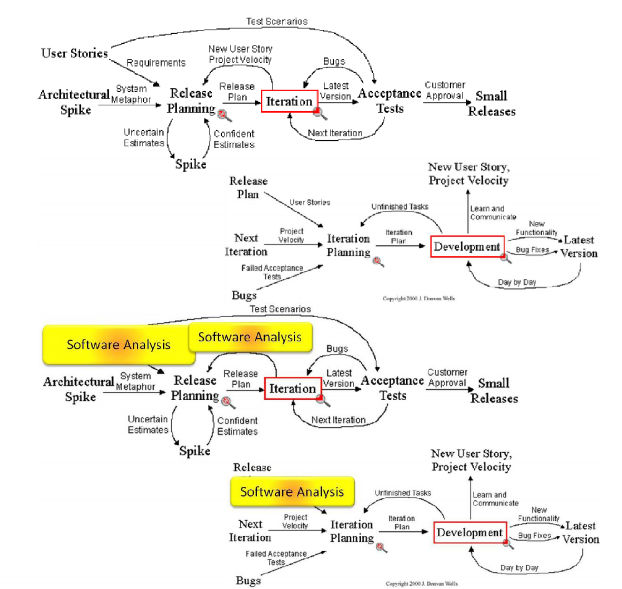 Test Scenarios
User Stories
New User Story
Project Velocity
Bugs
Requirements
Architectural
Spike
System
Metaphor
Release
Planning
Release
Plan
Iteration
Latest
Version
Acceptance
Tests
Customer
Approval
Small
Releases
Uncertain
Estimates
Confident
Estimates
Next Iteration
Spike
New User Story,
Project Velocity
Release
Plan
User Stories
Unfinished Tasks
Learn and
Communicate
Next
Iteration
Project
Velocity
Iteration
Planning
Iteration
Plan
Development
New
Functionality
Bug Fixes
Latest
Version
Failed Acceptance
Tests
Day by Day
Bugs
Copyright 2000 J. Donvan Wells
Test Scenarios
Software Analysis
Software Analysis
Bugs
Architectural
Spike
System
Metaphor
Release
Planning
Release
Plan
Iteration
Latest
Version
Acceptance
Tests
Customer
Approval
Small
Releases
Uncertain
Estimates
Confident
Estimates
Next Iteration
Spike
New User Story,
Project Velocity
Release
Software Analysis
Unfinished Tasks
Learn and
Communicate
Next
Iteration
Project
Velocity
Iteration
Planning
Iteration
Plan
Development
New
Functionality
Bug Fixes
Latest
Version
Failed Acceptance
Tests
Day by Day
Bugs
Copyright 2000 J. Donvan Wells